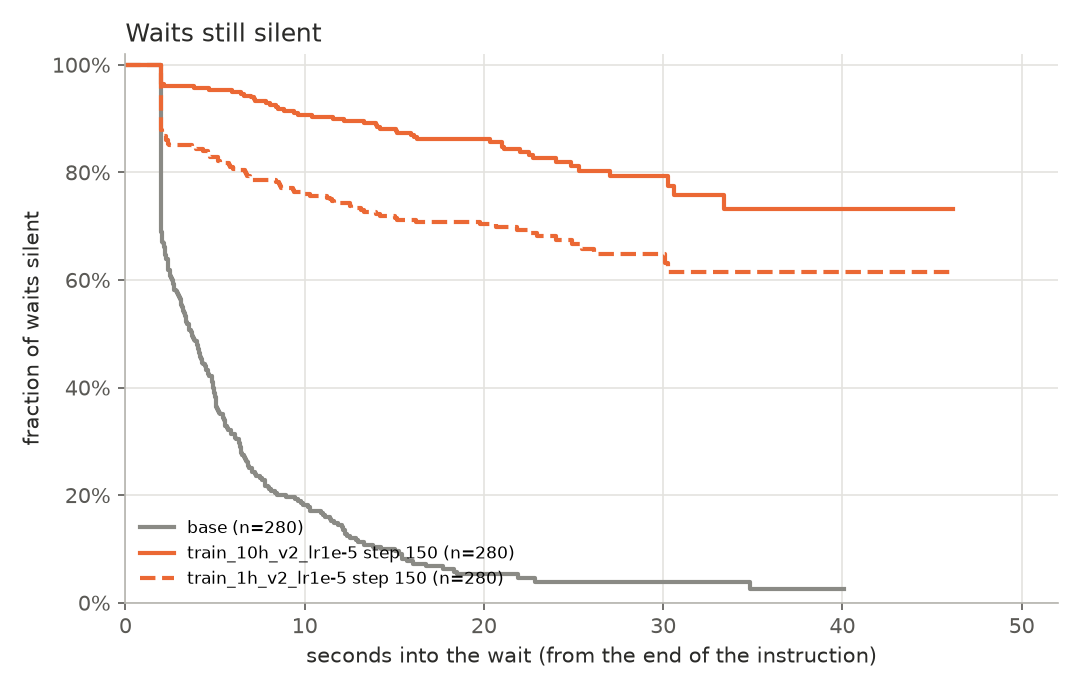 Waits still silent
100%
80%
60%
40%
20%
0%
fraction of waits silent
base (n=280)
train_10h_v2_lr1e-5 step 150 (n=280)
train_1h_v2_lr1e-5 step 150 (n=280)
0 10 20 30 40 50
seconds into the wait (from the end of the instruction)